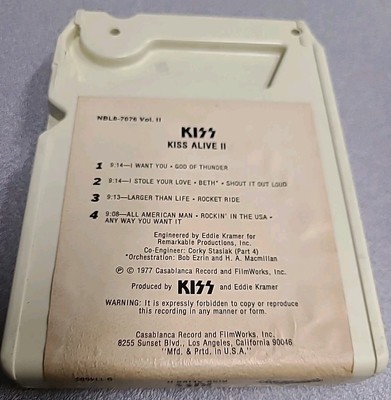 NBL8-7076 Vol. II
KISS
KISS ALIVE II
1 9:14—I WANT YOU • GOD OF THUNDER
2 9:14—I STOLE YOUR LOVE • BETH* • SHOUT IT OUT LOUD
3 9:13—LARGER THAN LIFE • ROCKET RIDE
4 9:08—ALL AMERICAN MAN • ROCKIN' IN THE USA •
ANY WAY YOU WANT IT
Engineered by Eddie Kramer for
Remarkable Productions, Inc.
Co-Engineer: Corky Stasiak (Part 4)
*Orchestration: Bob Ezrin and H. A. Macmillan
Ⓟ © 1977 Casablanca Record and FilmWorks, Inc.
Produced by KISS and Eddie Kramer
WARNING: It is expressly forbidden to copy or reproduce
this recording in any manner or form.
Casablanca Record and FilmWorks, Inc.
8255 Sunset Blvd., Los Angeles, California 90046
"Mfd. & Prtd. in U.S.A."